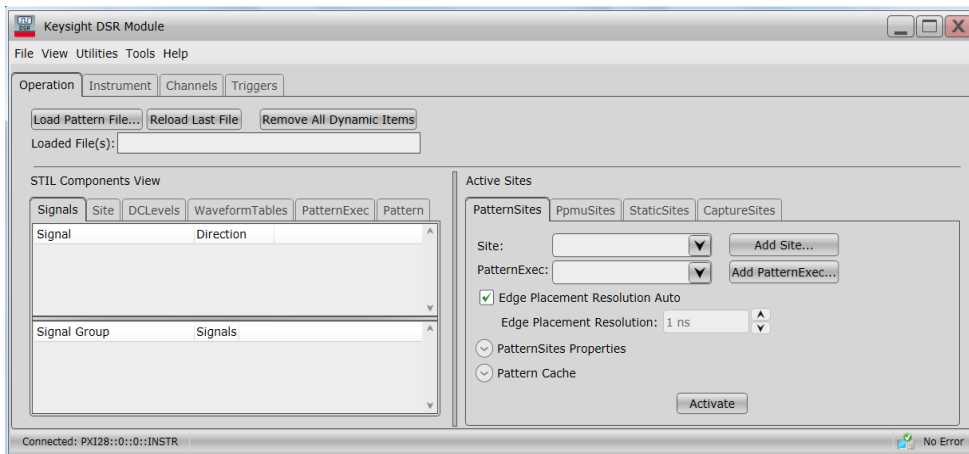 DSR Keysight DSR Module
File View Utilities Tools Help
Operation Instrument Channels Triggers
Load Pattern File... Reload Last File Remove All Dynamic Items
Loaded File(s):
STIL Components View
Signals Site DCLevels WaveformTables PatternExec Pattern
Signal Direction
Signal Group Signals
Active Sites
PatternSites PpmuSites StaticSites CaptureSites
Site: Add Site...
PatternExec: Add PatternExec...
Edge Placement Resolution Auto
Edge Placement Resolution: 1 ns
PatternSites Properties
Pattern Cache
Activate
Connected: PXI28::0::0::INSTR No Error